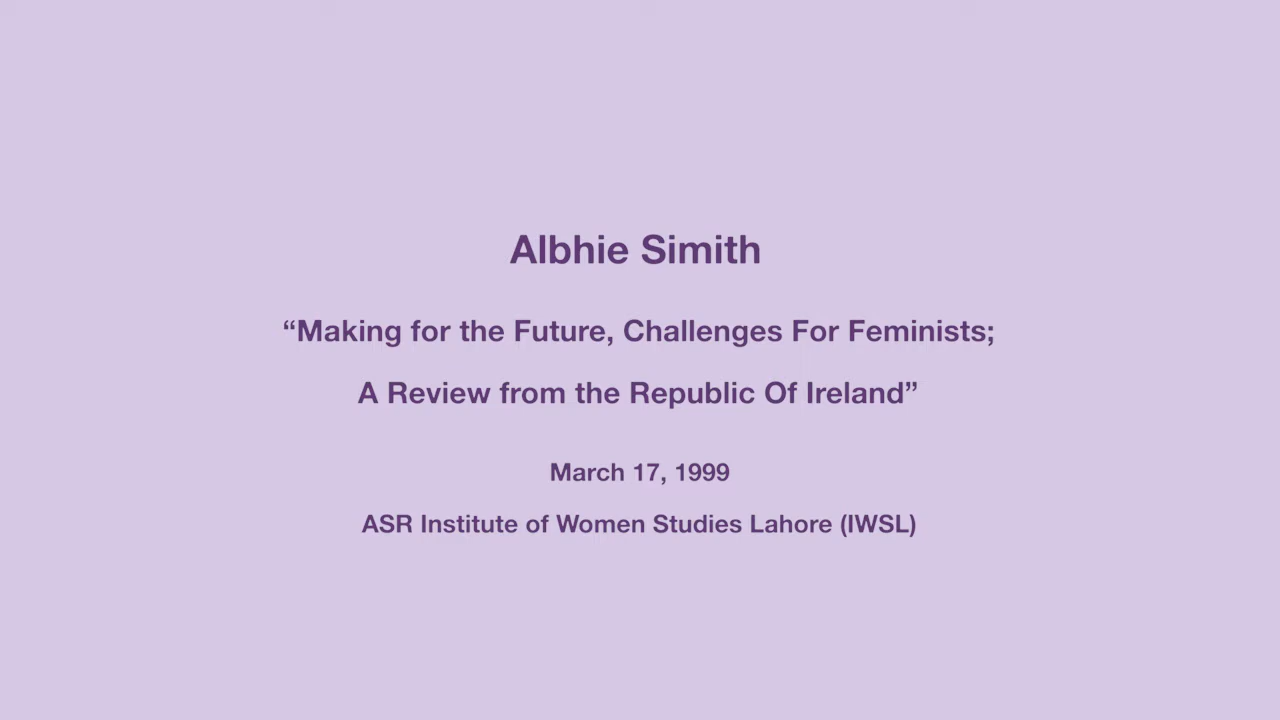 Albhie Simith
“Making for the Future, Challenges For Feminists;
A Review from the Republic Of Ireland”
March 17, 1999
ASR Institute of Women Studies Lahore (IWSL)